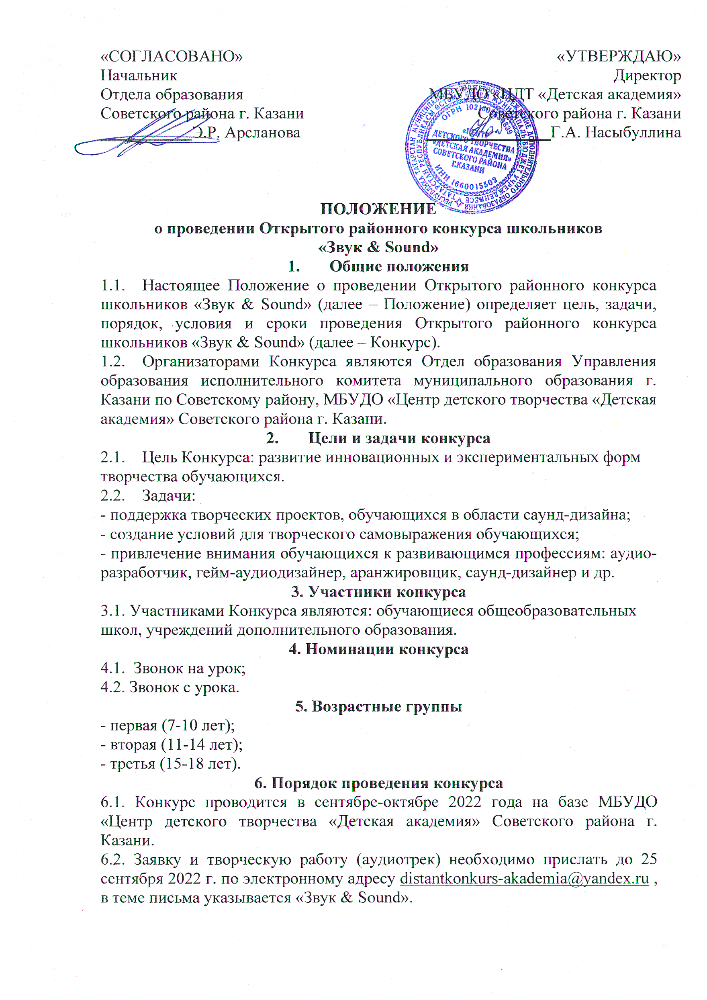 «СОГЛАСОВАНО»
Начальник
Отдела образования
Советского района г. Казани
Э.Р. Арсланова
«УТВЕРЖДАЮ»
Директор
МБУДО «ЦДТ «Детская академия»
Советского района г. Казани
Г.А. Насыбуллина
«ЦЕНТР
ДЕТСКОГО ТВОРЧЕСТВА
«ДЕТСКАЯ АКАДЕМИЯ»
СОВЕТСКОГО РАЙОНА
Г.КАЗАНИ
ИНН 1660015502
ПОЛОЖЕНИЕ
о проведении Открытого районного конкурса школьников
«Звук & Sound»
1. Общие положения
1.1. Настоящее Положение о проведении Открытого районного конкурса
школьников «Звук & Sound» (далее – Положение) определяет цель, задачи,
порядок, условия и сроки проведения Открытого районного конкурса
школьников «Звук & Sound» (далее – Конкурс).
1.2. Организаторами Конкурса являются Отдел образования Управления
образования исполнительного комитета муниципального образования г.
Казани по Советскому району, МБУДО «Центр детского творчества «Детская
академия» Советского района г. Казани.
2. Цели и задачи конкурса
2.1. Цель Конкурса: развитие инновационных и экспериментальных форм
творчества обучающихся.
2.2. Задачи:
- поддержка творческих проектов, обучающихся в области саунд-дизайна;
- создание условий для творческого самовыражения обучающихся;
- привлечение внимания обучающихся к развивающимся профессиям: аудио-
разработчик, гейм-аудиодизайнер, аранжировщик, саунд-дизайнер и др.
3. Участники конкурса
3.1. Участниками Конкурса являются: обучающиеся общеобразовательных
школ, учреждений дополнительного образования.
4. Номинации конкурса
4.1. Звонок на урок;
4.2. Звонок с урока.
5. Возрастные группы
- первая (7-10 лет);
- вторая (11-14 лет);
- третья (15-18 лет).
6. Порядок проведения конкурса
6.1. Конкурс проводится в сентябре-октябре 2022 года на базе МБУДО
«Центр детского творчества «Детская академия» Советского района г.
Казани.
6.2. Заявку и творческую работу (аудиотрек) необходимо прислать до 25
сентября 2022 г. по электронному адресу distantkonkurs-akademia@yandex.ru ,
в теме письма указывается «Звук & Sound».